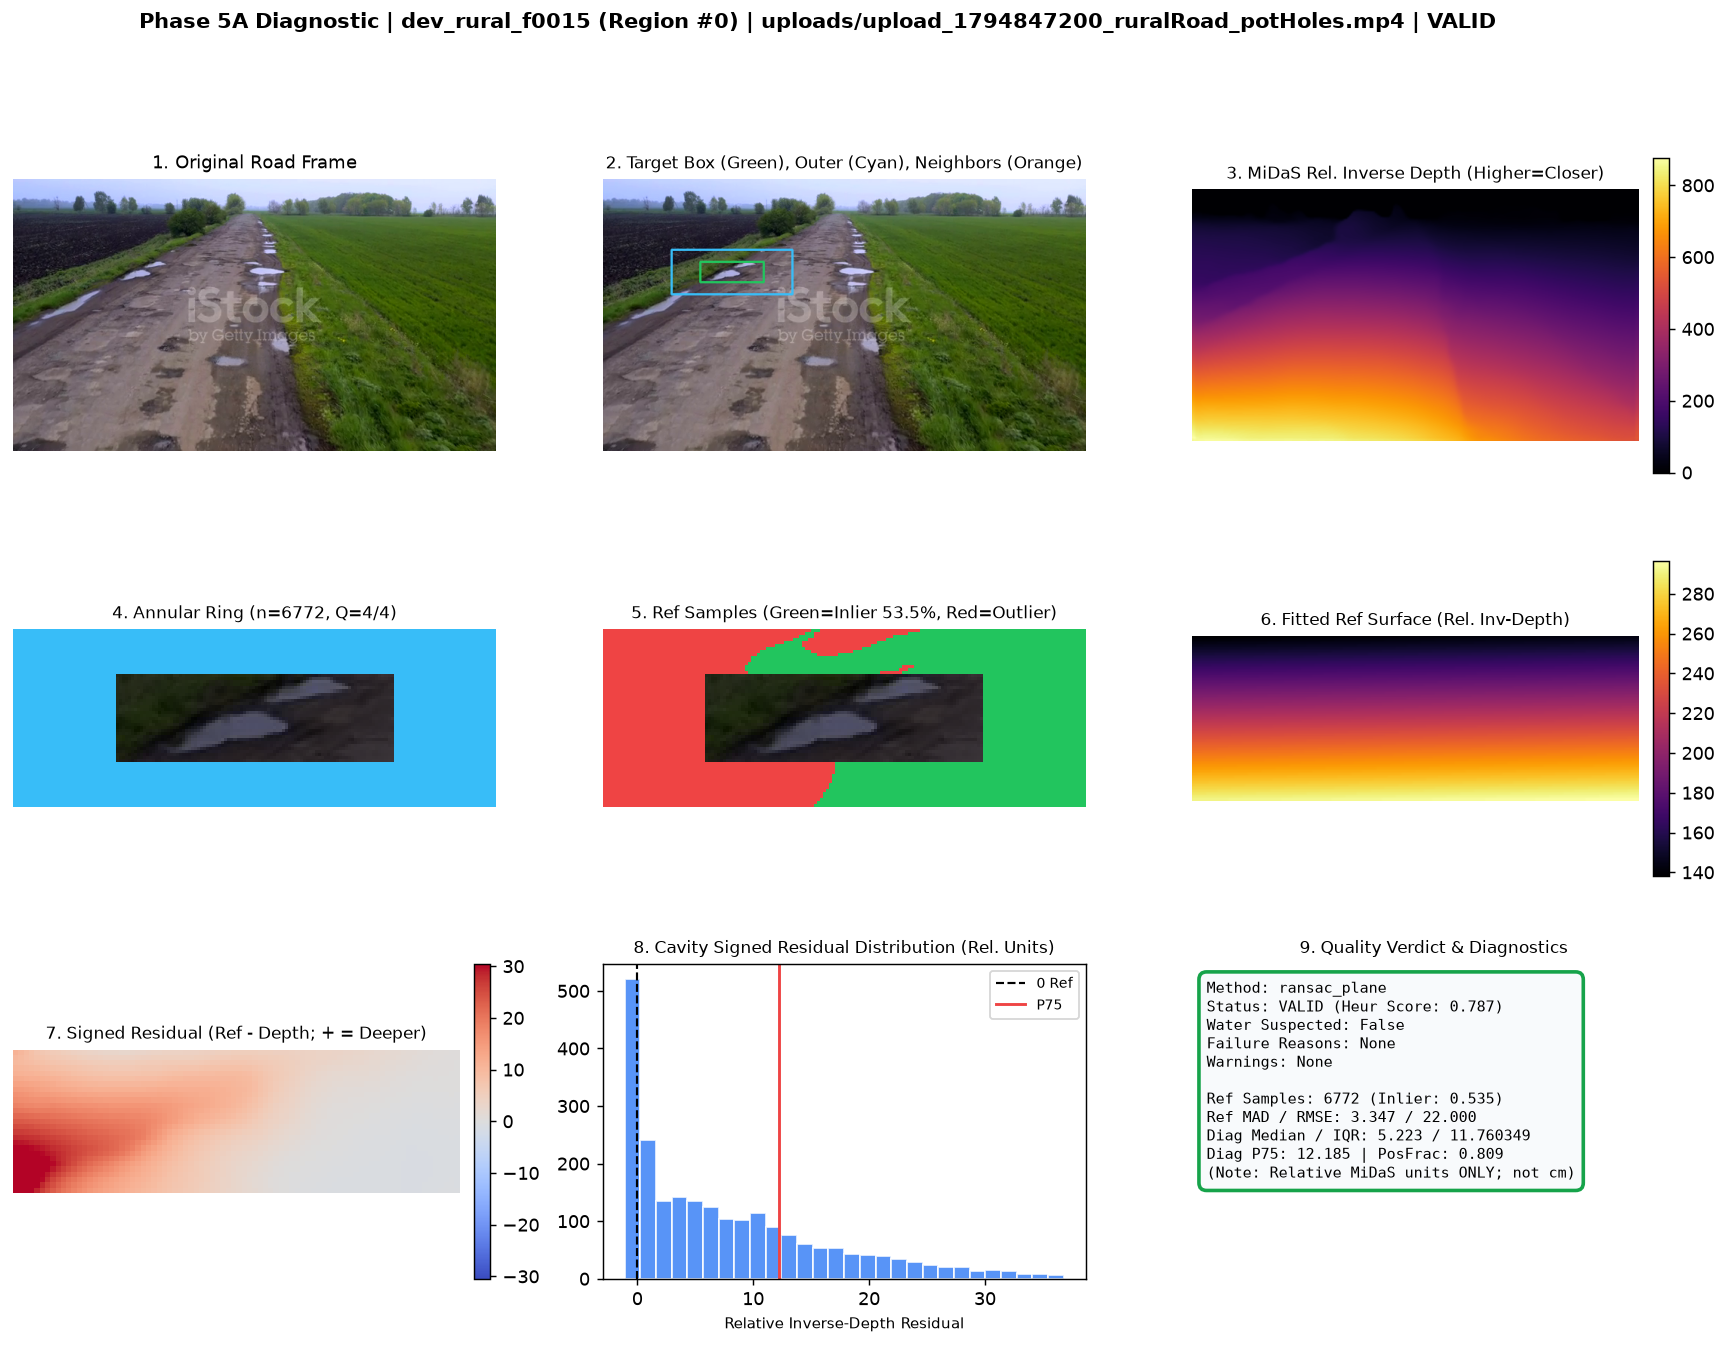 Phase 5A Diagnostic | dev_rural_f0015 (Region #0) | uploads/upload_1794847200_ruralRoad_potHoles.mp4 | VALID
1. Original Road Frame
iStock
by Getty Images
2. Target Box (Green), Outer (Cyan), Neighbors (Orange)
iStock
by Getty Images
3. MiDaS Rel. Inverse Depth (Higher=Closer)
800
600
400
200
0
4. Annular Ring (n=6772, Q=4/4)
5. Ref Samples (Green=Inlier 53.5%, Red=Outlier)
6. Fitted Ref Surface (Rel. Inv-Depth)
280
260
240
220
200
180
160
140
7. Signed Residual (Ref - Depth; + = Deeper)
30
20
10
0
−10
−20
−30
8. Cavity Signed Residual Distribution (Rel. Units)
0 Ref
P75
500
400
300
200
100
0
0 10 20 30
Relative Inverse-Depth Residual
9. Quality Verdict & Diagnostics
Method: ransac_plane
Status: VALID (Heur Score: 0.787)
Water Suspected: False
Failure Reasons: None
Warnings: None
Ref Samples: 6772 (Inlier: 0.535)
Ref MAD / RMSE: 3.347 / 22.000
Diag Median / IQR: 5.223 / 11.760349
Diag P75: 12.185 | PosFrac: 0.809
(Note: Relative MiDaS units ONLY; not cm)